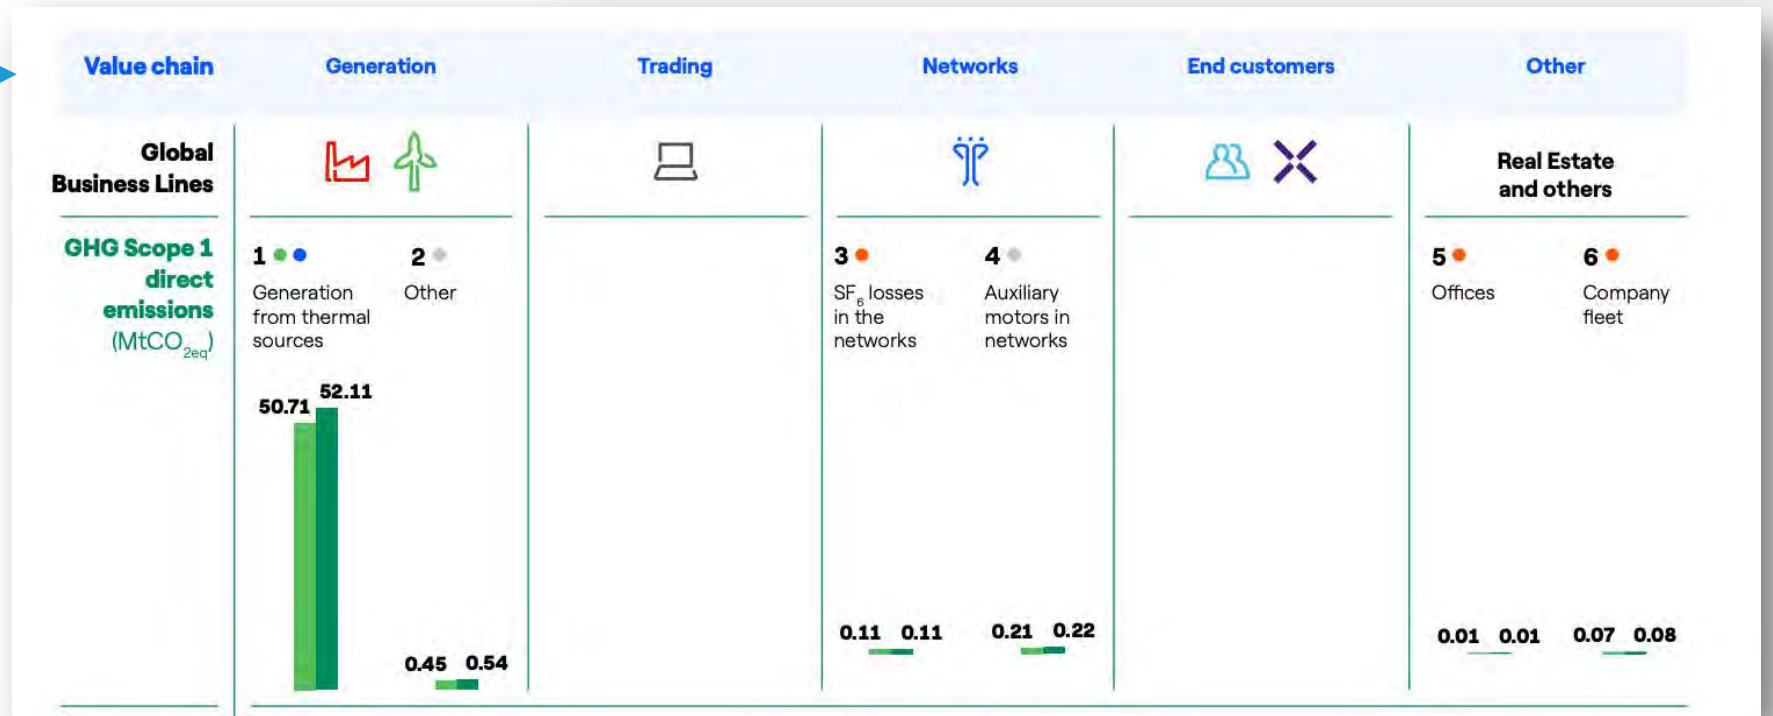 Value chain Generation Trading Networks End customers Other
Global
Business Lines
Real Estate
and others
GHG Scope 1
direct
emissions
(MtCO2eq)
1
Generation
from thermal
sources
2
Other
3
SF6 losses
in the
networks
4
Auxiliary
motors in
networks
5
Offices
6
Company
fleet
50.71 52.11
0.45 0.54
0.11 0.11
0.21 0.22
0.01 0.01
0.07 0.08